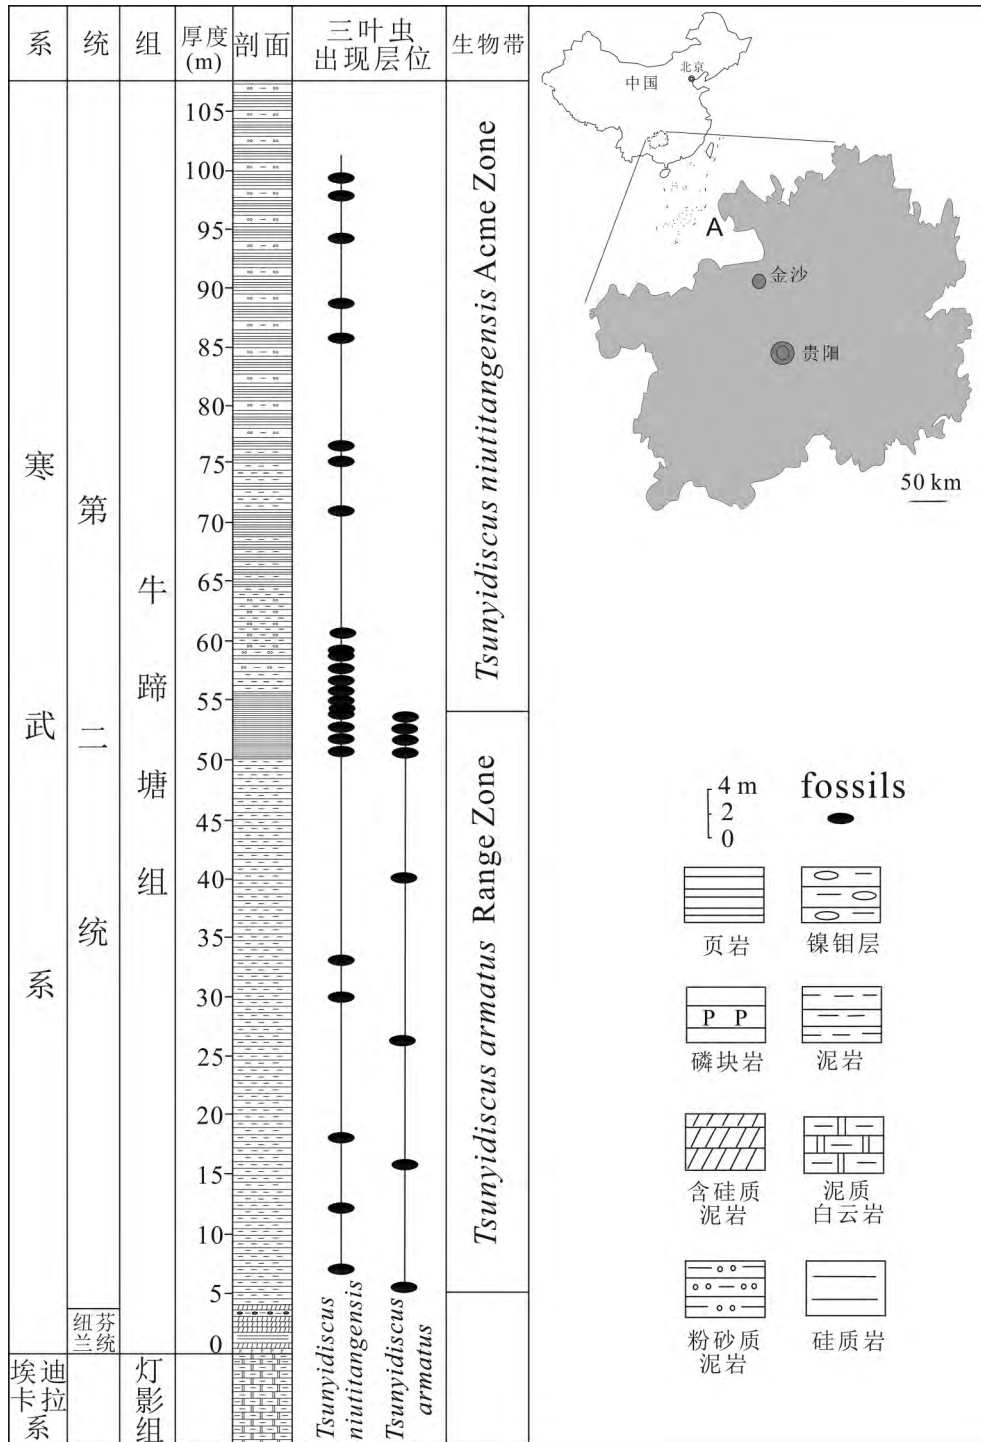 系
统
组
厚度
(m)
剖面
三叶虫
出现层位
生物带
105
100
95
90
85
80
75
70
65
60
55
50
45
40
35
30
25
20
15
10
5
0
寒
武
系
第
二
统
纽芬
兰统
牛
蹄
塘
组
埃迪
卡拉
系
灯
影
组
Tsunyidiscus
niutitangensis
Tsunyidiscus
armatus
Tsunyidiscus niutitangensis Acme Zone
Tsunyidiscus armatus Range Zone
中国
北京
A
金沙
贵阳
50 km
4 m
2
0
fossils
页岩
镍钼层
P P
磷块岩
泥岩
含硅质
泥岩
泥质
白云岩
粉砂质
泥岩
硅质岩